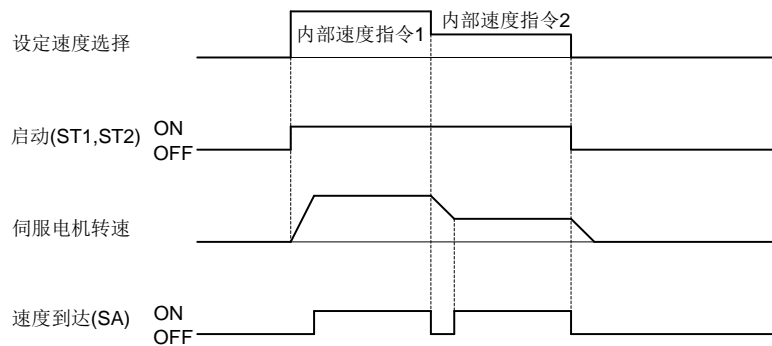 设定速度选择
内部速度指令1
内部速度指令2
启动(ST1,ST2)
ON
OFF
伺服电机转速
速度到达(SA)
ON
OFF